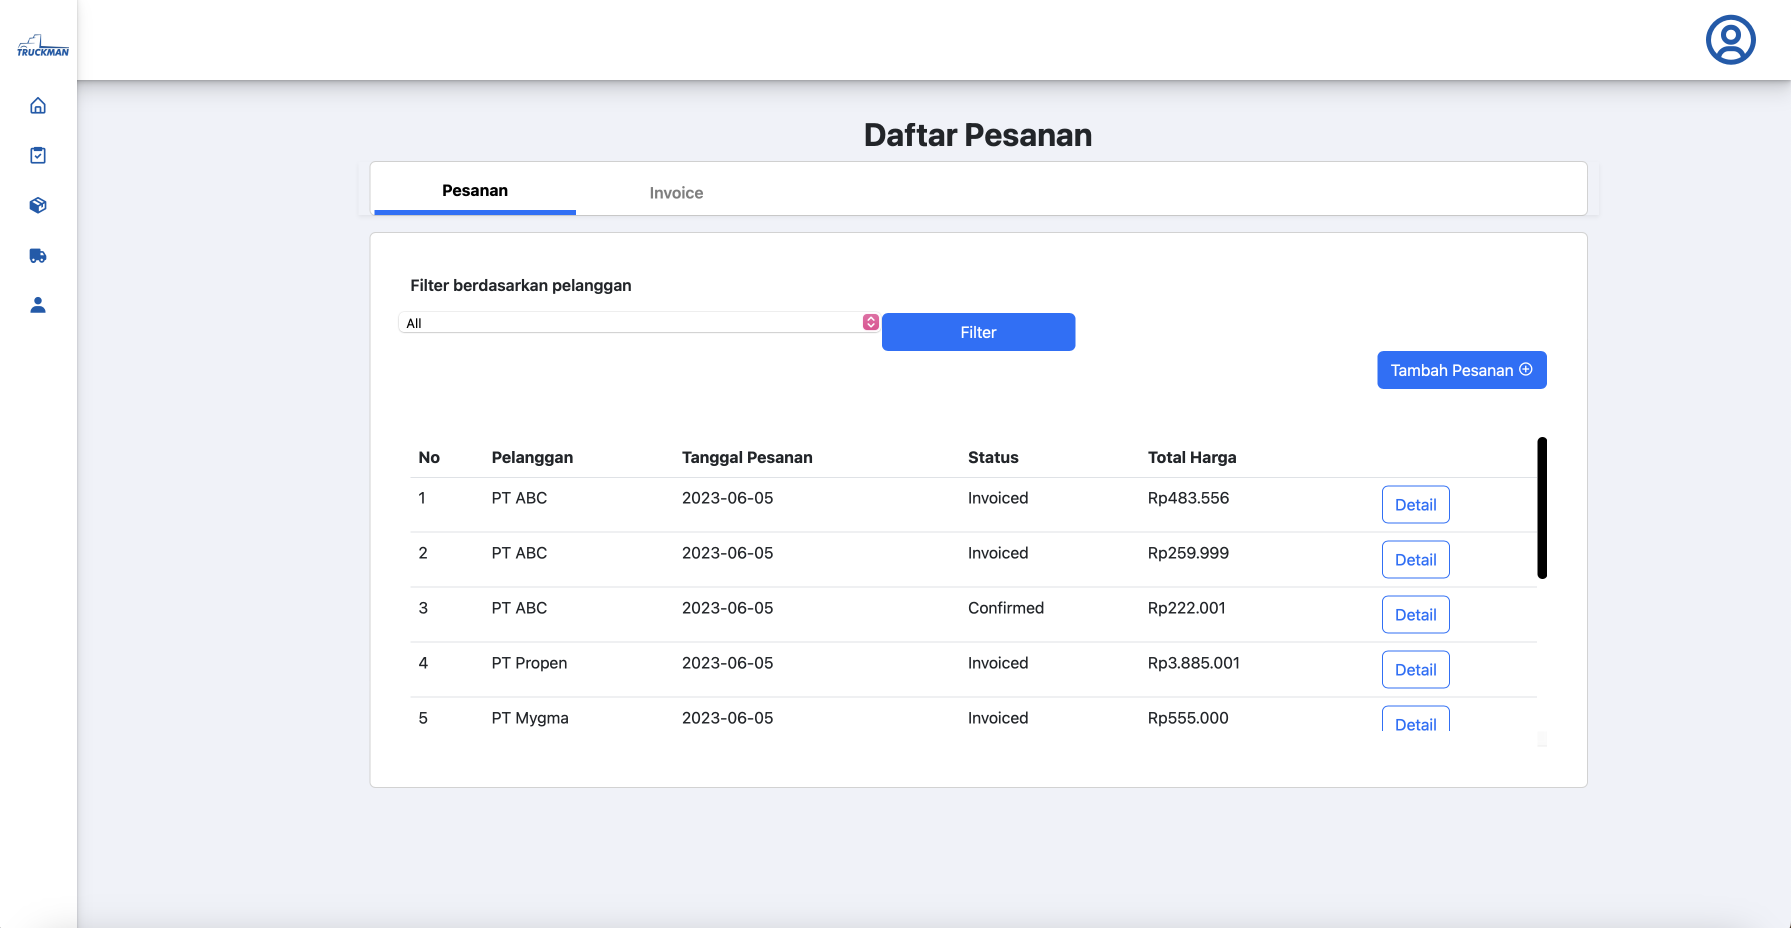 TRUCKMAN
Daftar Pesanan
Pesanan Invoice
Filter berdasarkan pelanggan
All Filter
Tambah Pesanan
No Pelanggan Tanggal Pesanan Status Total Harga
1 PT ABC 2023-06-05 Invoiced Rp483.556 Detail
2 PT ABC 2023-06-05 Invoiced Rp259.999 Detail
3 PT ABC 2023-06-05 Confirmed Rp222.001 Detail
4 PT Propen 2023-06-05 Invoiced Rp3.885.001 Detail
5 PT Mygma 2023-06-05 Invoiced Rp555.000 Detail